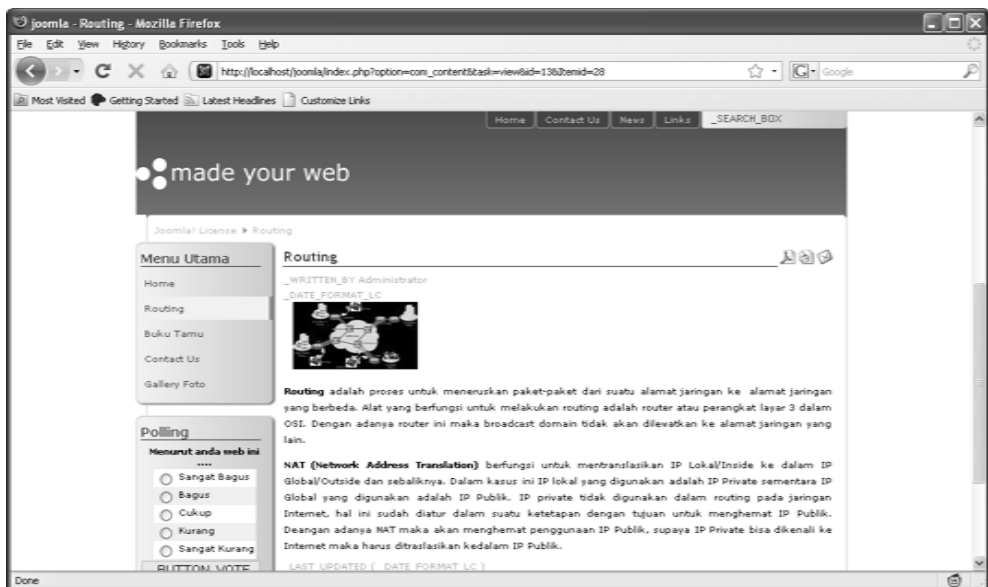 joomla - Routing - Mozilla Firefox
File Edit View History Bookmarks Tools Help
http://localhost/joomla/index.php?option=com_content&task=view&id=13&Itemid=28
Google
Most Visited Getting Started Latest Headlines Customize Links
Home Contact Us News Links _SEARCH_BOX
made your web
Joomla! License Routing
Menu Utama
Home
Routing
Buku Tamu
Contact Us
Gallery Foto
Polling
Menurut anda web ini
....
Sangat Bagus
Bagus
Cukup
Kurang
Sangat Kurang
BUTTON_VOTE
Routing
_WRITTEN_BY Administrator
_DATE_FORMAT_LC
Routing adalah proses untuk meneruskan paket-paket dari suatu alamat jaringan ke alamat jaringan
yang berbeda. Alat yang berfungsi untuk melakukan routing adalah router atau perangkat layar 3 dalam
OSI. Dengan adanya router ini maka broadcast domain tidak akan dilewatkan ke alamat jaringan yang
lain.
NAT (Network Address Translation) berfungsi untuk mentranslasikan IP Lokal/Inside ke dalam IP
Global/Outside dan sebaliknya. Dalam kasus ini IP lokal yang digunakan adalah IP Private sementara IP
Global yang digunakan adalah IP Publik. IP private tidak digunakan dalam routing pada jaringan
Internet, hal ini sudah diatur dalam suatu ketetapan dengan tujuan untuk menghemat IP Publik.
Deangan adanya NAT maka akan menghemat penggunaan IP Publik, supaya IP Private bisa dikenali ke
Internet maka harus ditraslasikan kedalam IP Publik.
_LAST_UPDATED ( _DATE_FORMAT_LC )
Done